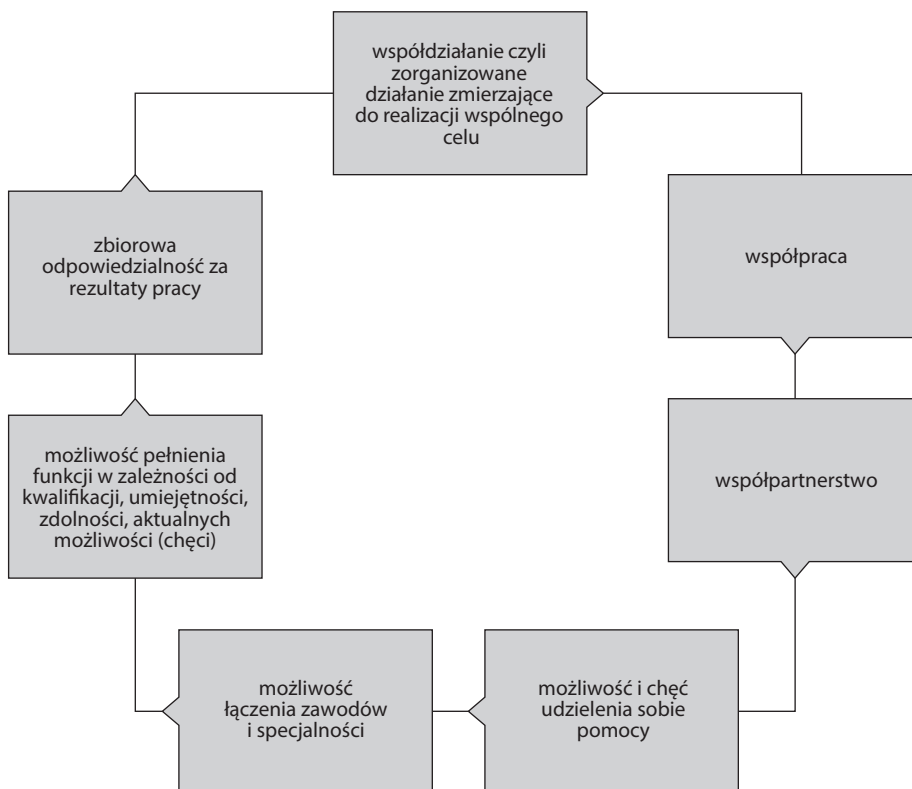 współdziałanie czyli
zorganizowane
działanie zmierzające
do realizacji wspólnego
celu
współpraca
współpartnerstwo
możliwość i chęć
udzielenia sobie
pomocy
możliwość
łączenia zawodów
i specjalności
możliwość pełnienia
funkcji w zależności od
kwalifikacji, umiejętności,
zdolności, aktualnych
możliwości (chęci)
zbiorowa
odpowiedzialność za
rezultaty pracy